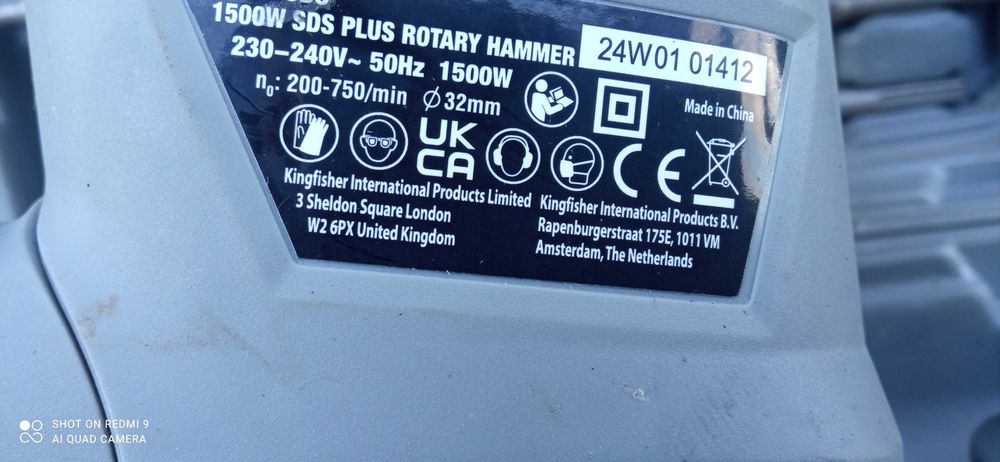 1500W SDS PLUS ROTARY HAMMER
24W01 01412
230–240V~ 50Hz 1500W
n₀: 200-750/min Ø32mm
Made in China
UK
CA
CE
Kingfisher International Products Limited
3 Sheldon Square London
W2 6PX United Kingdom
Kingfisher International Products B.V.
Rapenburgerstraat 175E, 1011 VM
Amsterdam, The Netherlands
SHOT ON REDMI 9
AI QUAD CAMERA